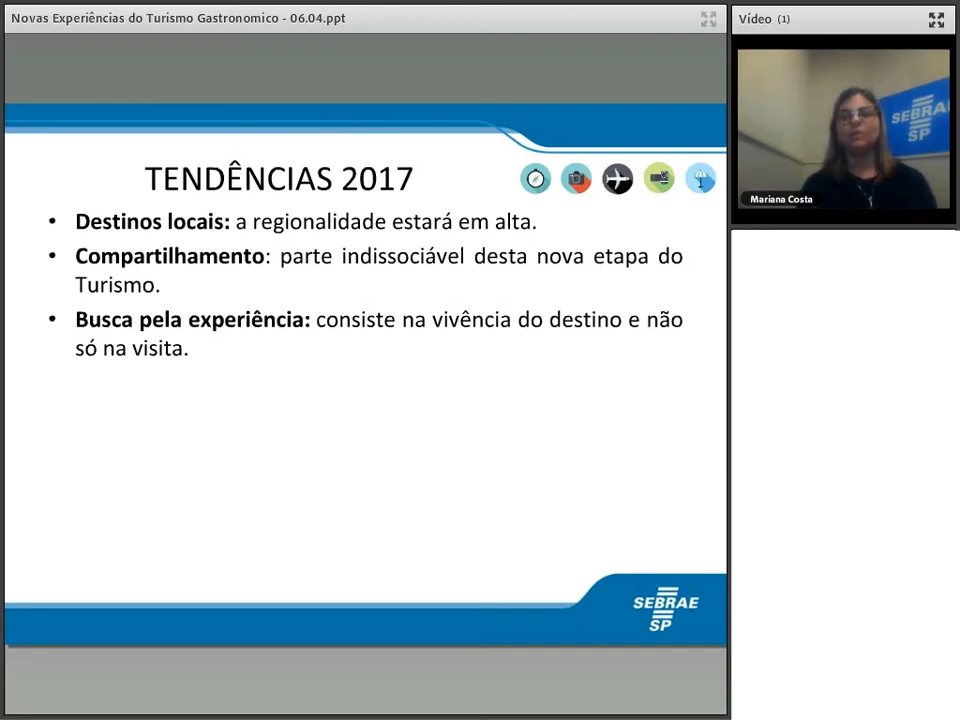 Novas Experiências do Turismo Gastronomico - 06.04.ppt
Vídeo (1)
SEBRAE
SP
Mariana Costa
TENDÊNCIAS 2017
• Destinos locais: a regionalidade estará em alta.
• Compartilhamento: parte indissociável desta nova etapa do
Turismo.
• Busca pela experiência: consiste na vivência do destino e não
só na visita.
SEBRAE
SP